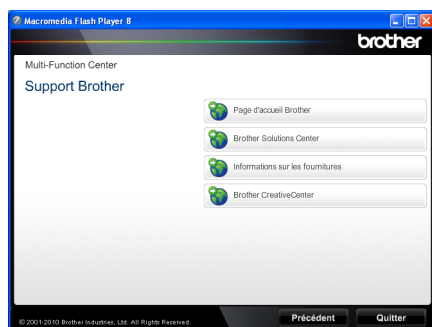 Macromedia Flash Player 8
brother
Multi-Function Center
Support Brother
Page d'accueil Brother
Brother Solutions Center
Informations sur les fournitures
Brother CreativeCenter
© 2001-2010 Brother Industries, Ltd. All Rights Reserved.
Précédent
Quitter